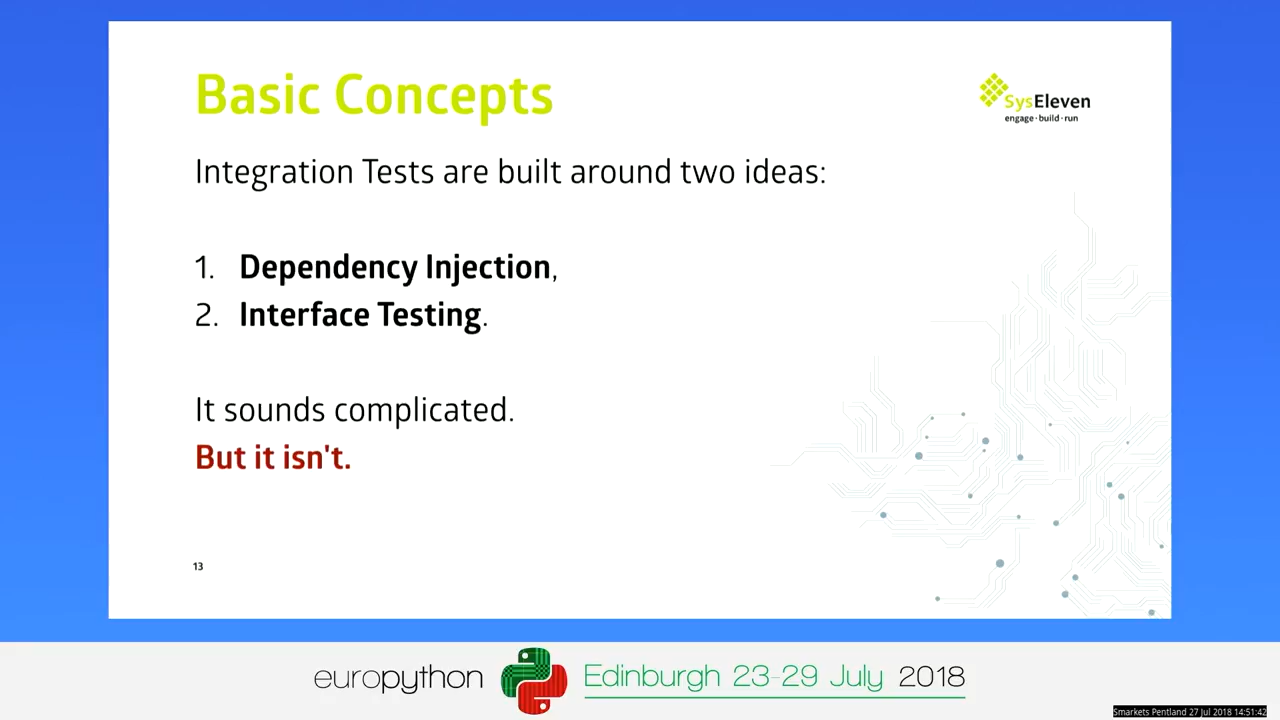 Basic Concepts
SysEleven
engage·build·run
Integration Tests are built around two ideas:
1. Dependency Injection,
2. Interface Testing.
It sounds complicated.
But it isn't.
13
europython Edinburgh 23-29 July 2018
Smarkets Pentland 27 Jul 2018 14:51:42